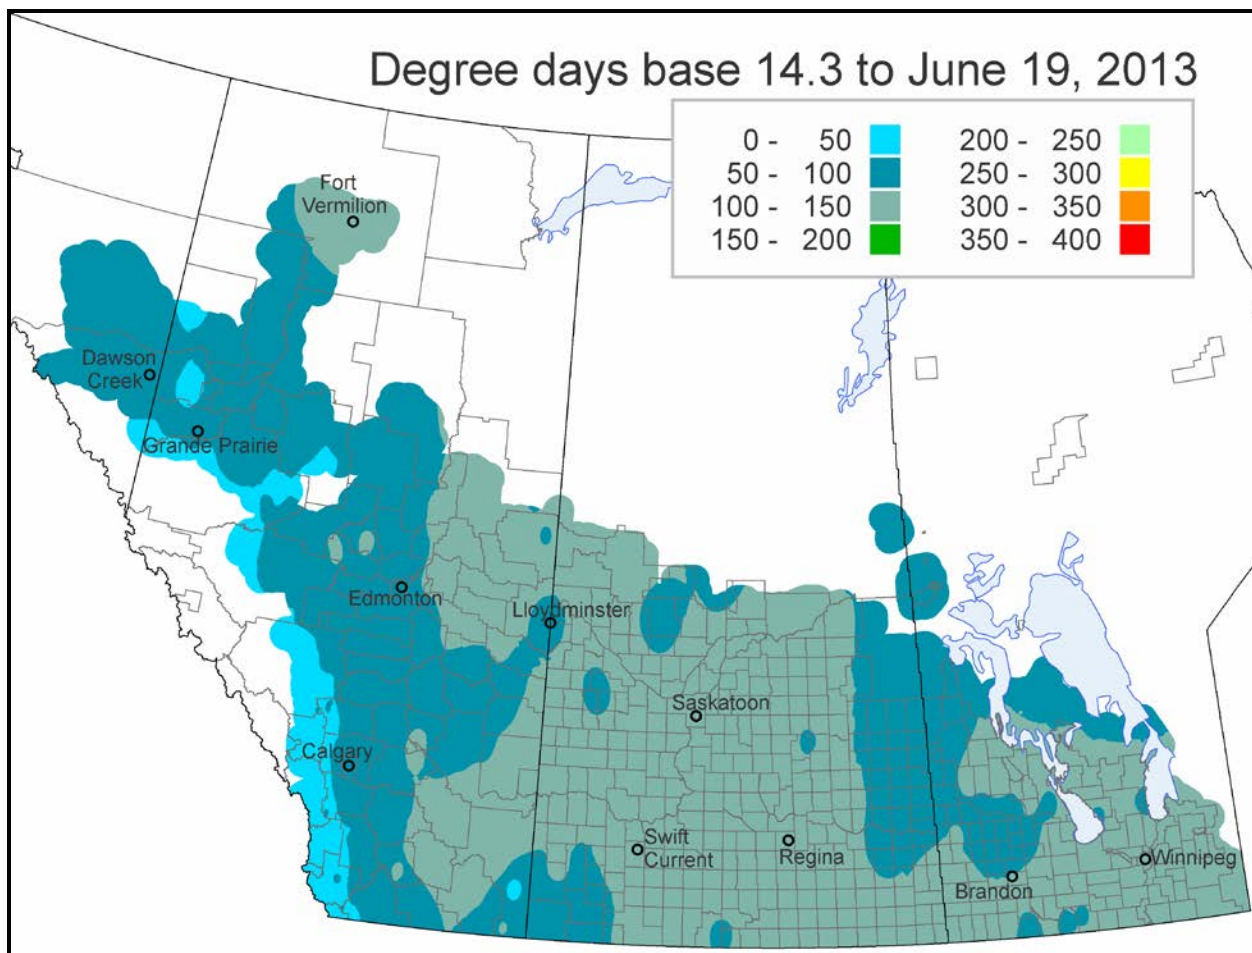 Degree days base 14.3 to June 19, 2013
0 - 50
50 - 100
100 - 150
150 - 200
200 - 250
250 - 300
300 - 350
350 - 400
Fort
Vermilion
Dawson
Creek
Grande Prairie
Edmonton
Lloydminster
Saskatoon
Calgary
Swift
Current
Regina
Brandon
Winnipeg